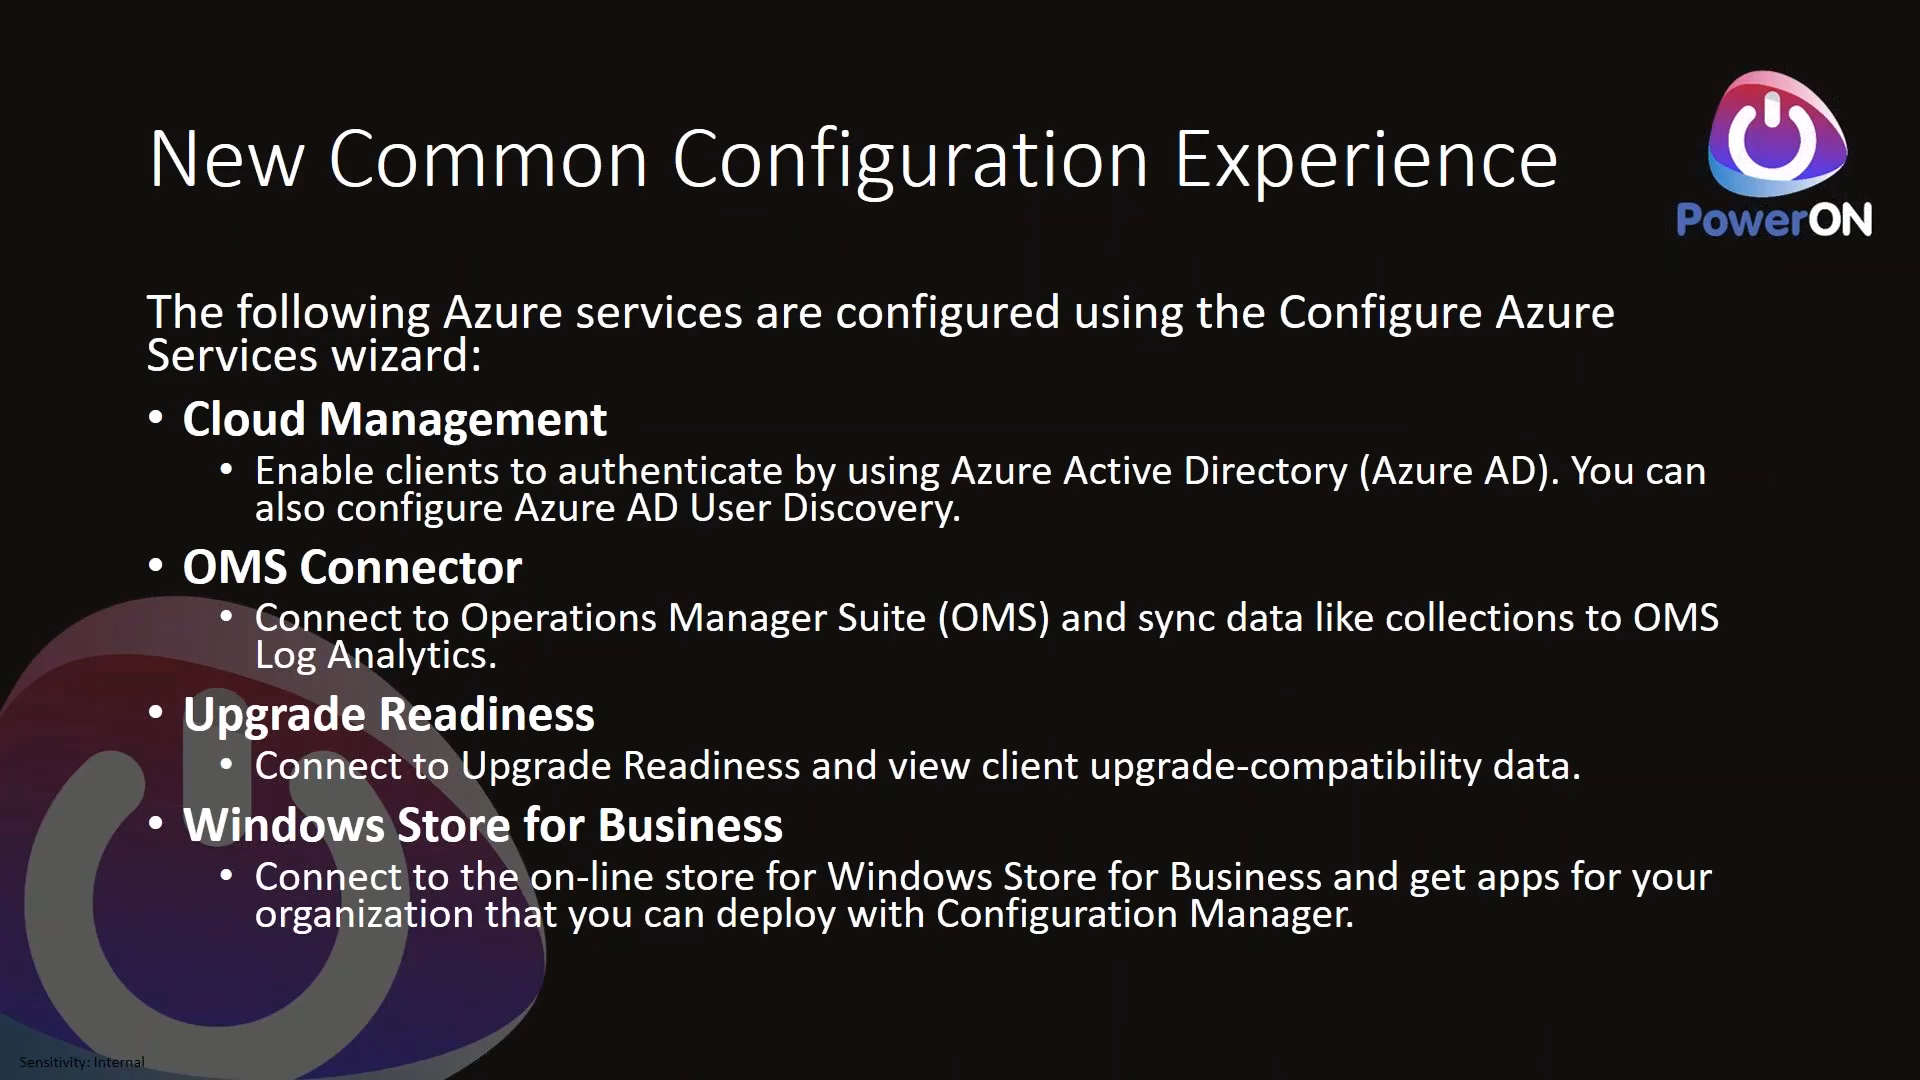 New Common Configuration Experience
PowerON
The following Azure services are configured using the Configure Azure
Services wizard:
• Cloud Management
• Enable clients to authenticate by using Azure Active Directory (Azure AD). You can
also configure Azure AD User Discovery.
• OMS Connector
• Connect to Operations Manager Suite (OMS) and sync data like collections to OMS
Log Analytics.
• Upgrade Readiness
• Connect to Upgrade Readiness and view client upgrade-compatibility data.
• Windows Store for Business
• Connect to the on-line store for Windows Store for Business and get apps for your
organization that you can deploy with Configuration Manager.
Sensitivity: Internal